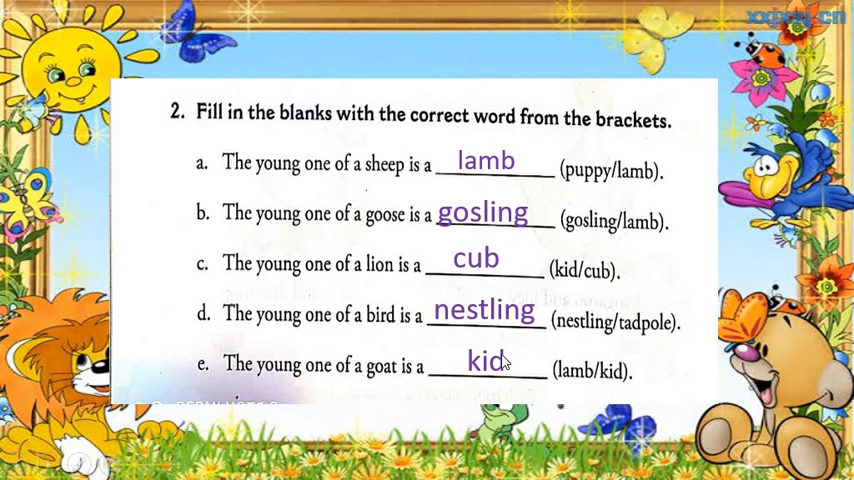 xxjxsj.cn
2. Fill in the blanks with the correct word from the brackets.
a. The young one of a sheep is a lamb (puppy/lamb).
b. The young one of a goose is a gosling (gosling/lamb).
c. The young one of a lion is a cub (kid/cub).
d. The young one of a bird is a nestling (nestling/tadpole).
e. The young one of a goat is a kid (lamb/kid).